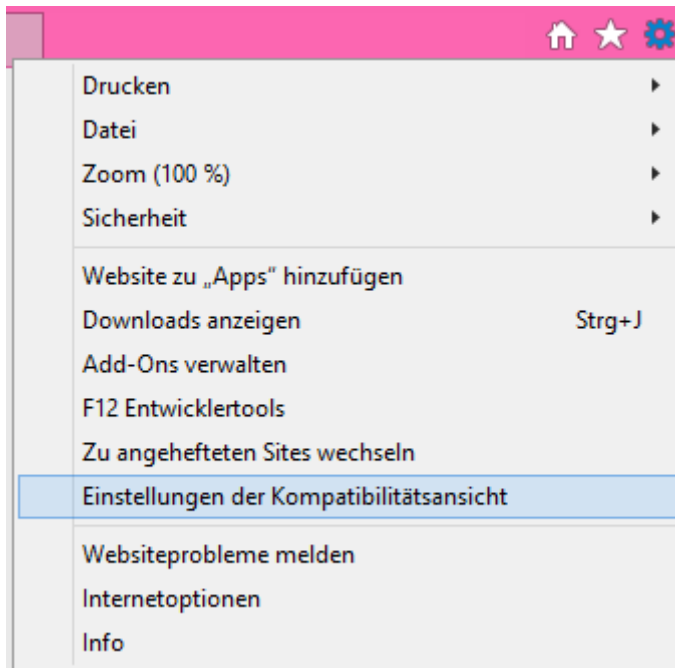 Drucken
Datei
Zoom (100 %)
Sicherheit
Website zu „Apps“ hinzufügen
Downloads anzeigen Strg+J
Add-Ons verwalten
F12 Entwicklertools
Zu angehefteten Sites wechseln
Einstellungen der Kompatibilitätsansicht
Websiteprobleme melden
Internetoptionen
Info